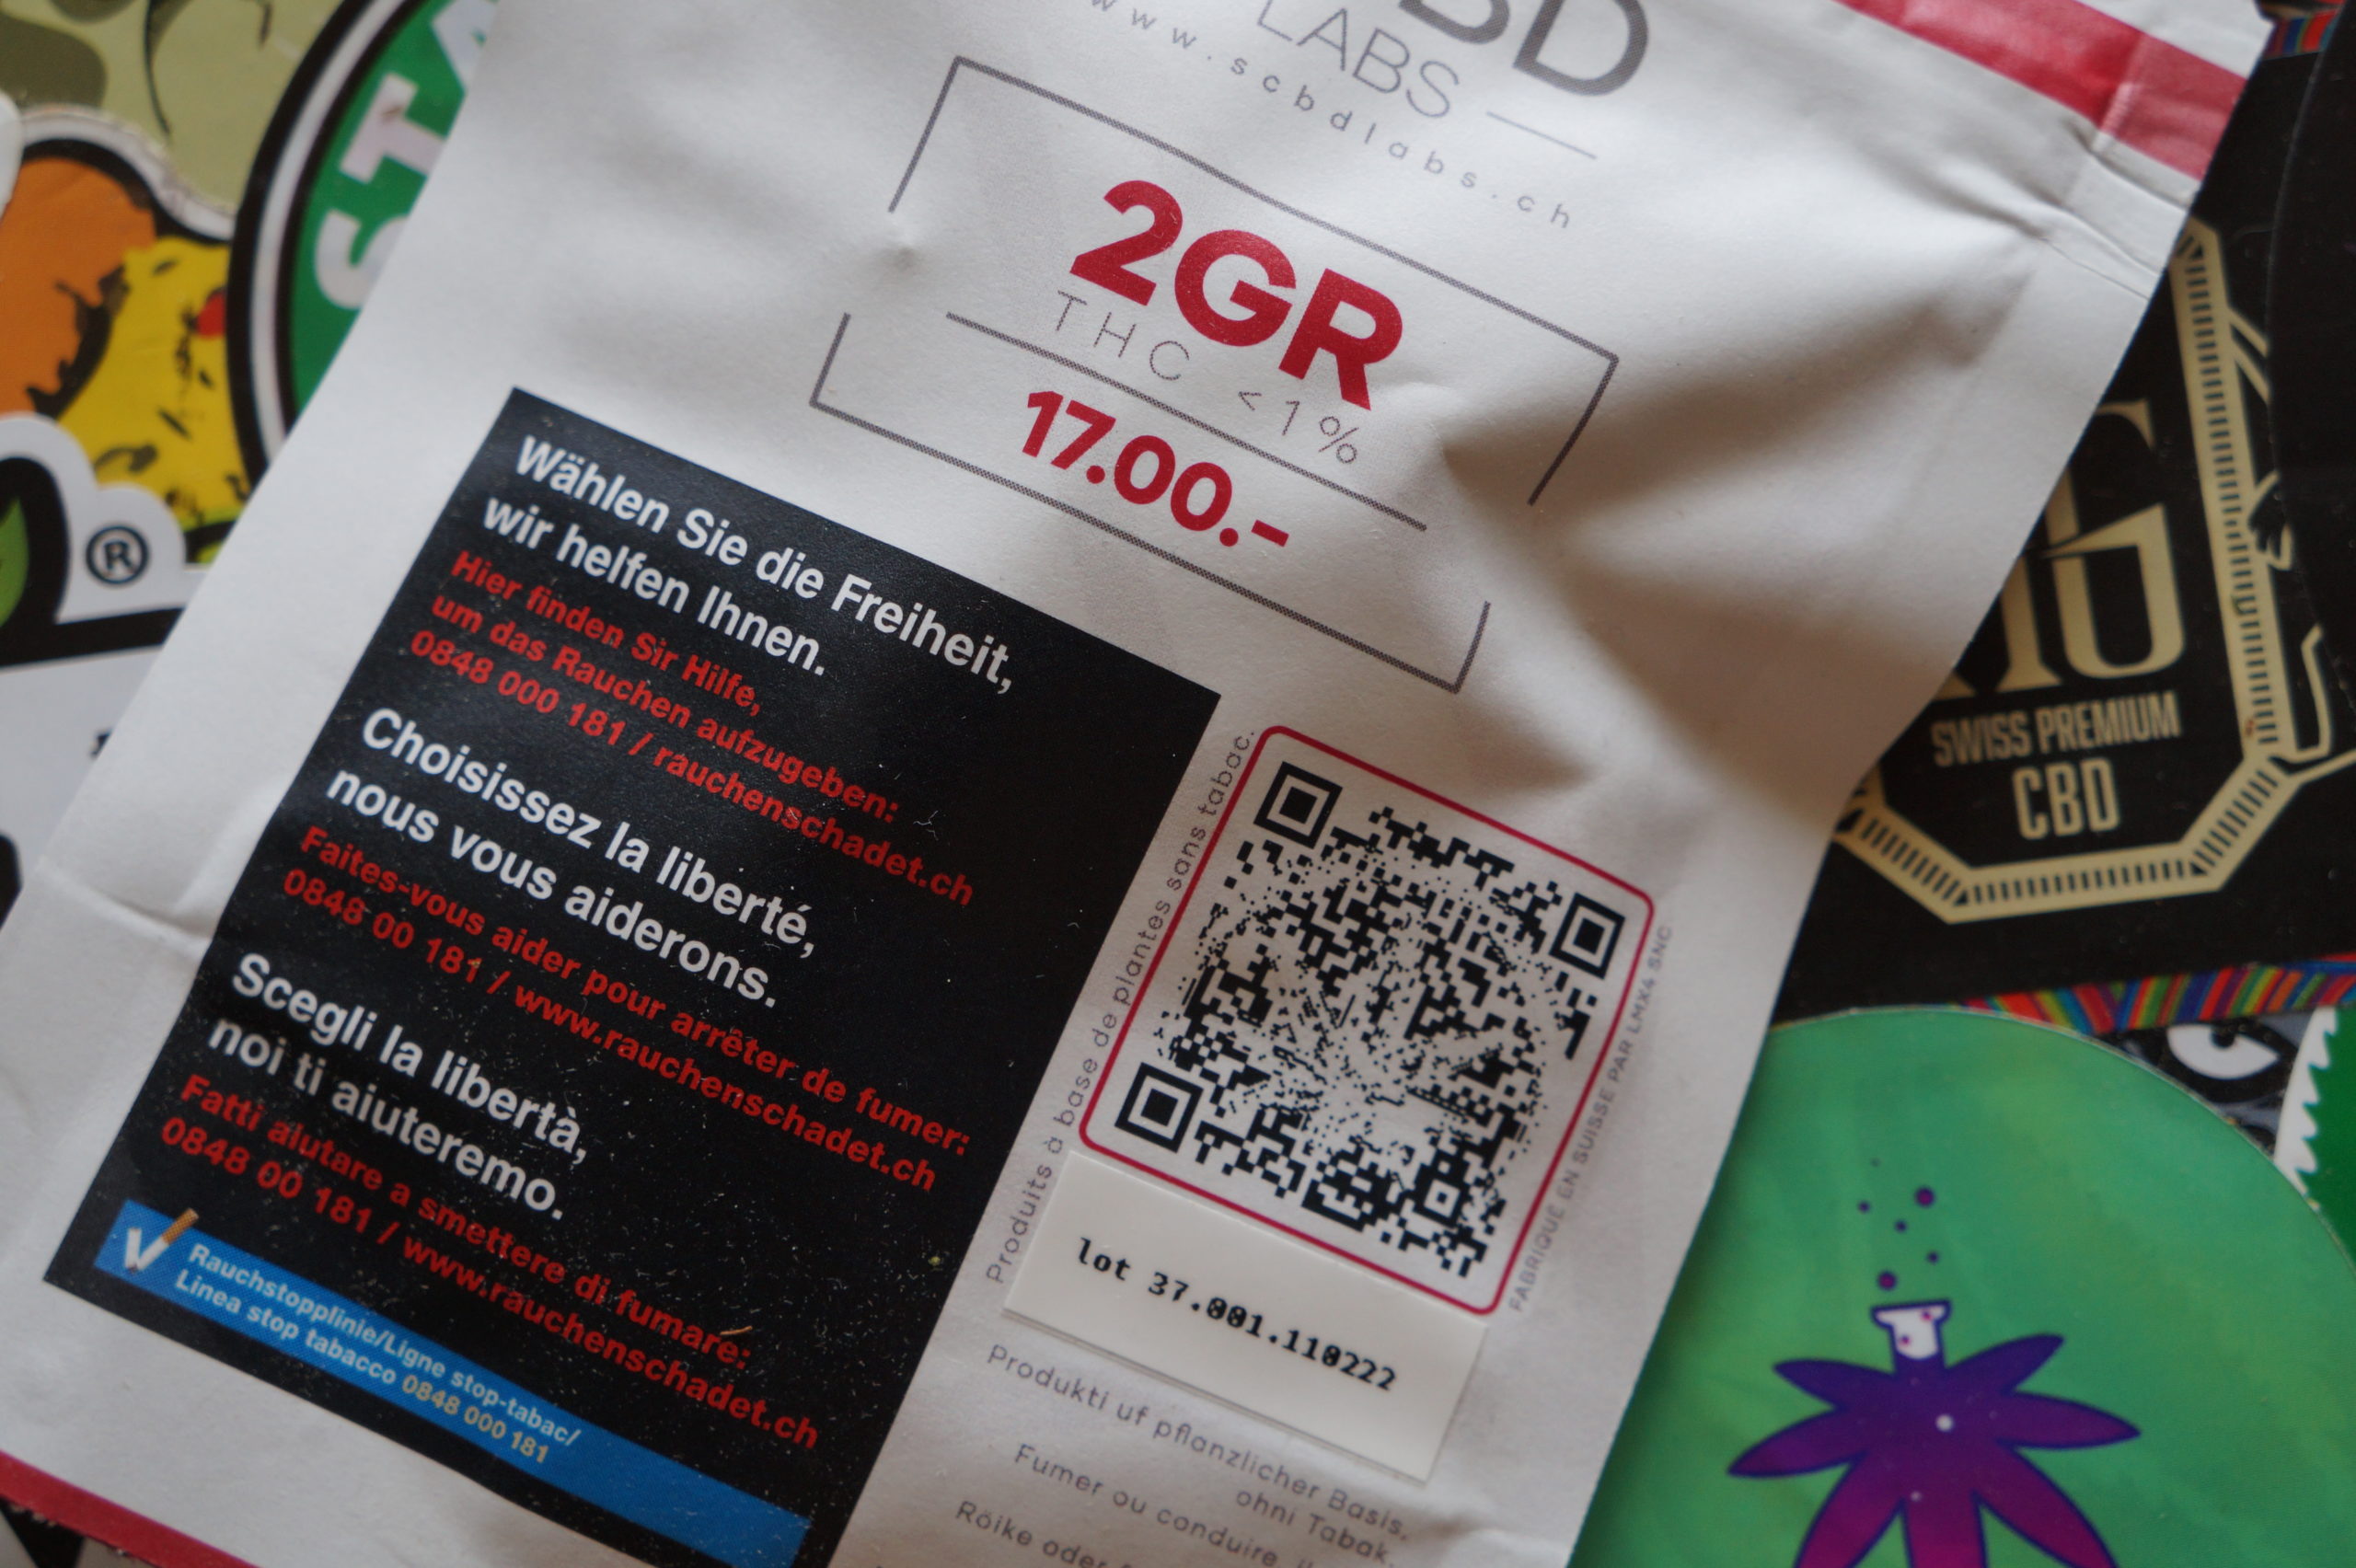 BD
LABS
www.scbdlabs.ch
2GR
THC <1%
17.00.-
Wählen Sie die Freiheit,
wir helfen Ihnen.
Hier finden Sir Hilfe,
um das Rauchen aufzugeben:
0848 000 181 / rauchenschadet.ch
Choisissez la liberté,
nous vous aiderons.
Faites-vous aider pour arrêter de fumer:
0848 00 181 / www.rauchenschadet.ch
Scegli la libertà,
noi ti aiuteremo.
Fatti aiutare a smettere di fumare:
0848 00 181 / www.rauchenschadet.ch
Rauchstopplinie/Ligne stop-tabac/
Linea stop tabacco 0848 000 181
Produits à base de plantes sans tabac.
FABRIQUE EN SUISSE PAR LMX4 SNC
lot 37.001.110222
Produkti uf pflanzlicher Basis,
ohni Tabak.
Fumer ou conduire,
Röike oder
STA
®
SWISS PREMIUM
CBD